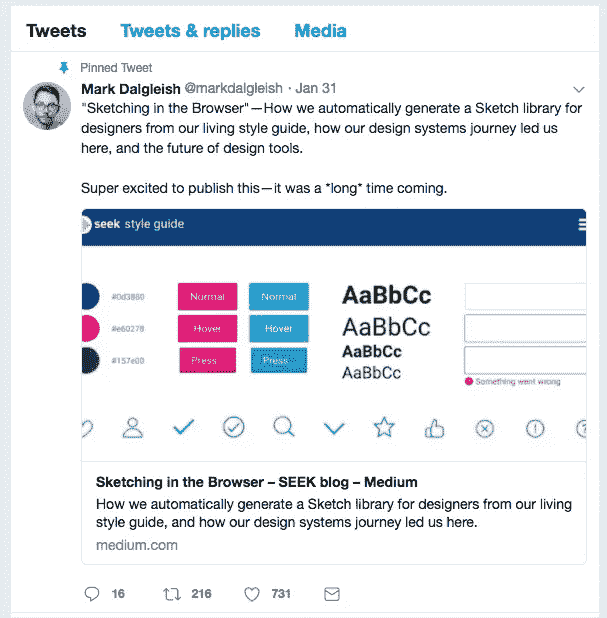 Tweets Tweets & replies Media
Pinned Tweet
Mark Dalgleish @markdalgleish · Jan 31
"Sketching in the Browser"—How we automatically generate a Sketch library for
designers from our living style guide, how our design systems journey led us
here, and the future of design tools.
Super excited to publish this—it was a *long* time coming.
seek style guide
#0d3880 Normal Normal AaBbCc
#e60278 Hover Hover AaBbCc
Press Press AaBbCc
AaBbCc
Something went wrong
Sketching in the Browser – SEEK blog – Medium
How we automatically generate a Sketch library for designers from our living
style guide, and how our design systems journey led us here.
medium.com
16 216 731